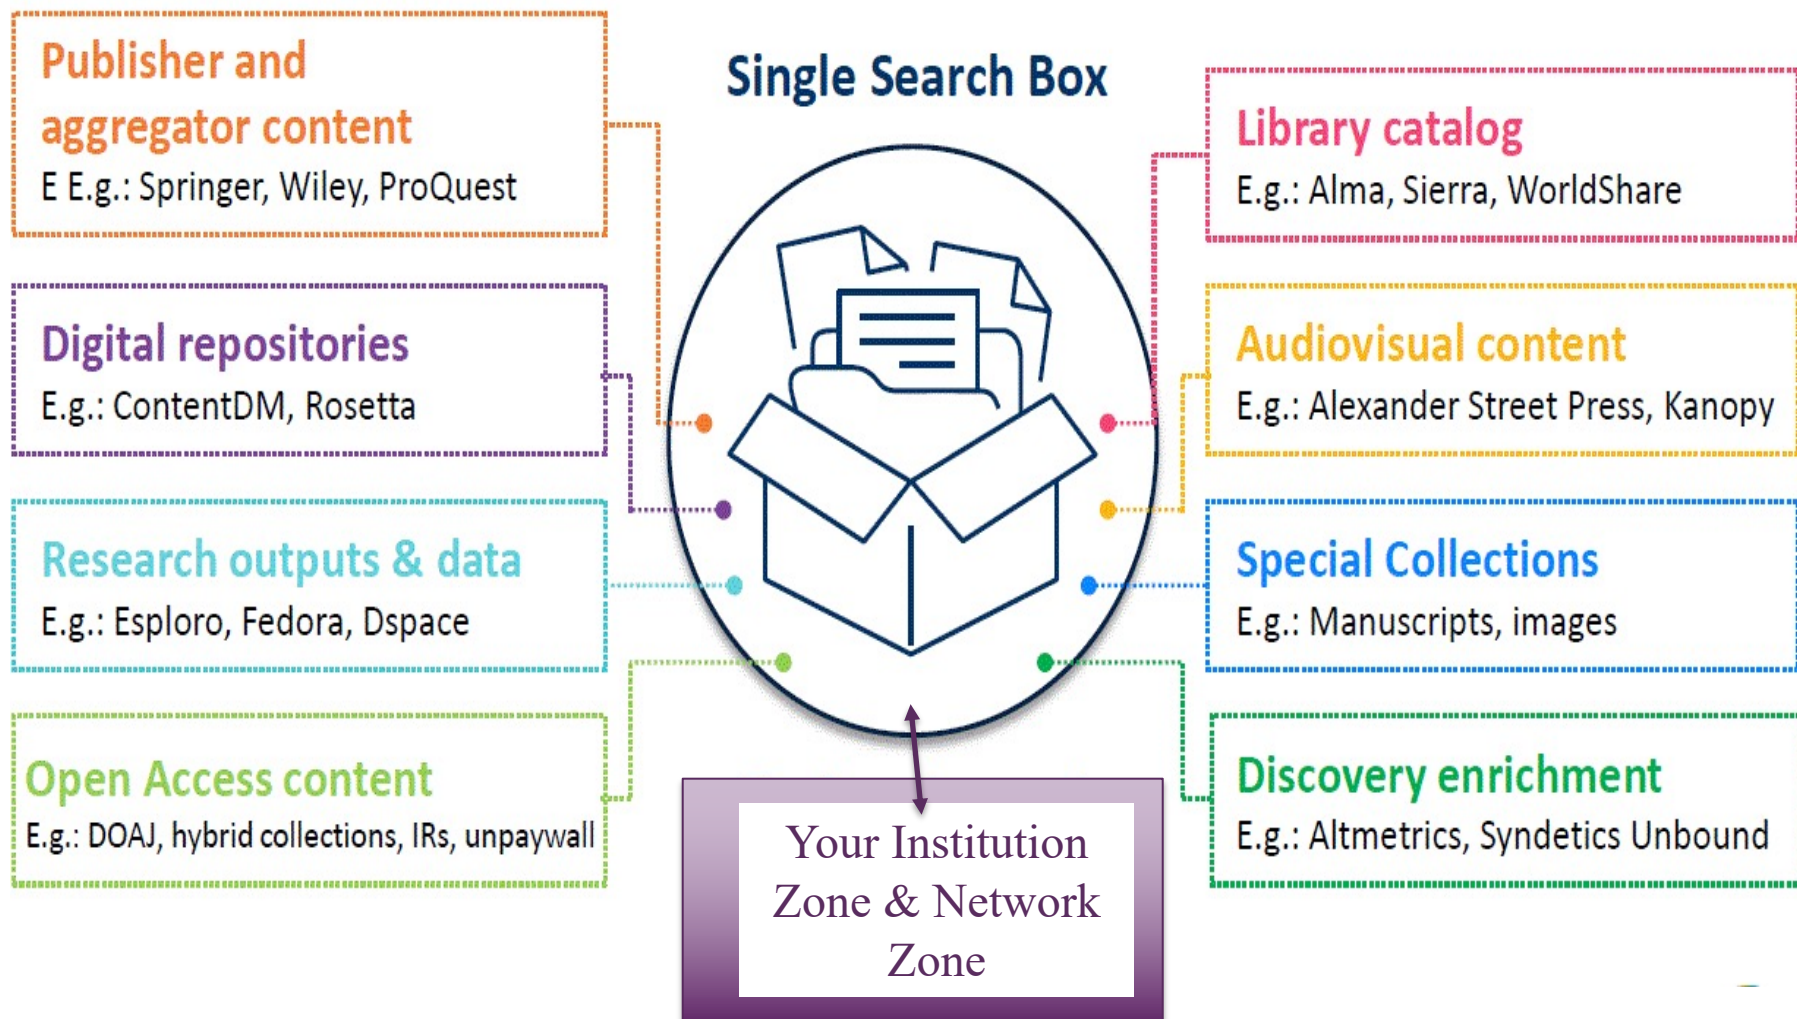 Single Search Box
Publisher and
aggregator content
E E.g.: Springer, Wiley, ProQuest
Digital repositories
E.g.: ContentDM, Rosetta
Research outputs & data
E.g.: Esploro, Fedora, Dspace
Open Access content
E.g.: DOAJ, hybrid collections, IRs, unpaywall
Library catalog
E.g.: Alma, Sierra, WorldShare
Audiovisual content
E.g.: Alexander Street Press, Kanopy
Special Collections
E.g.: Manuscripts, images
Discovery enrichment
E.g.: Altmetrics, Syndetics Unbound
Your Institution
Zone & Network
Zone